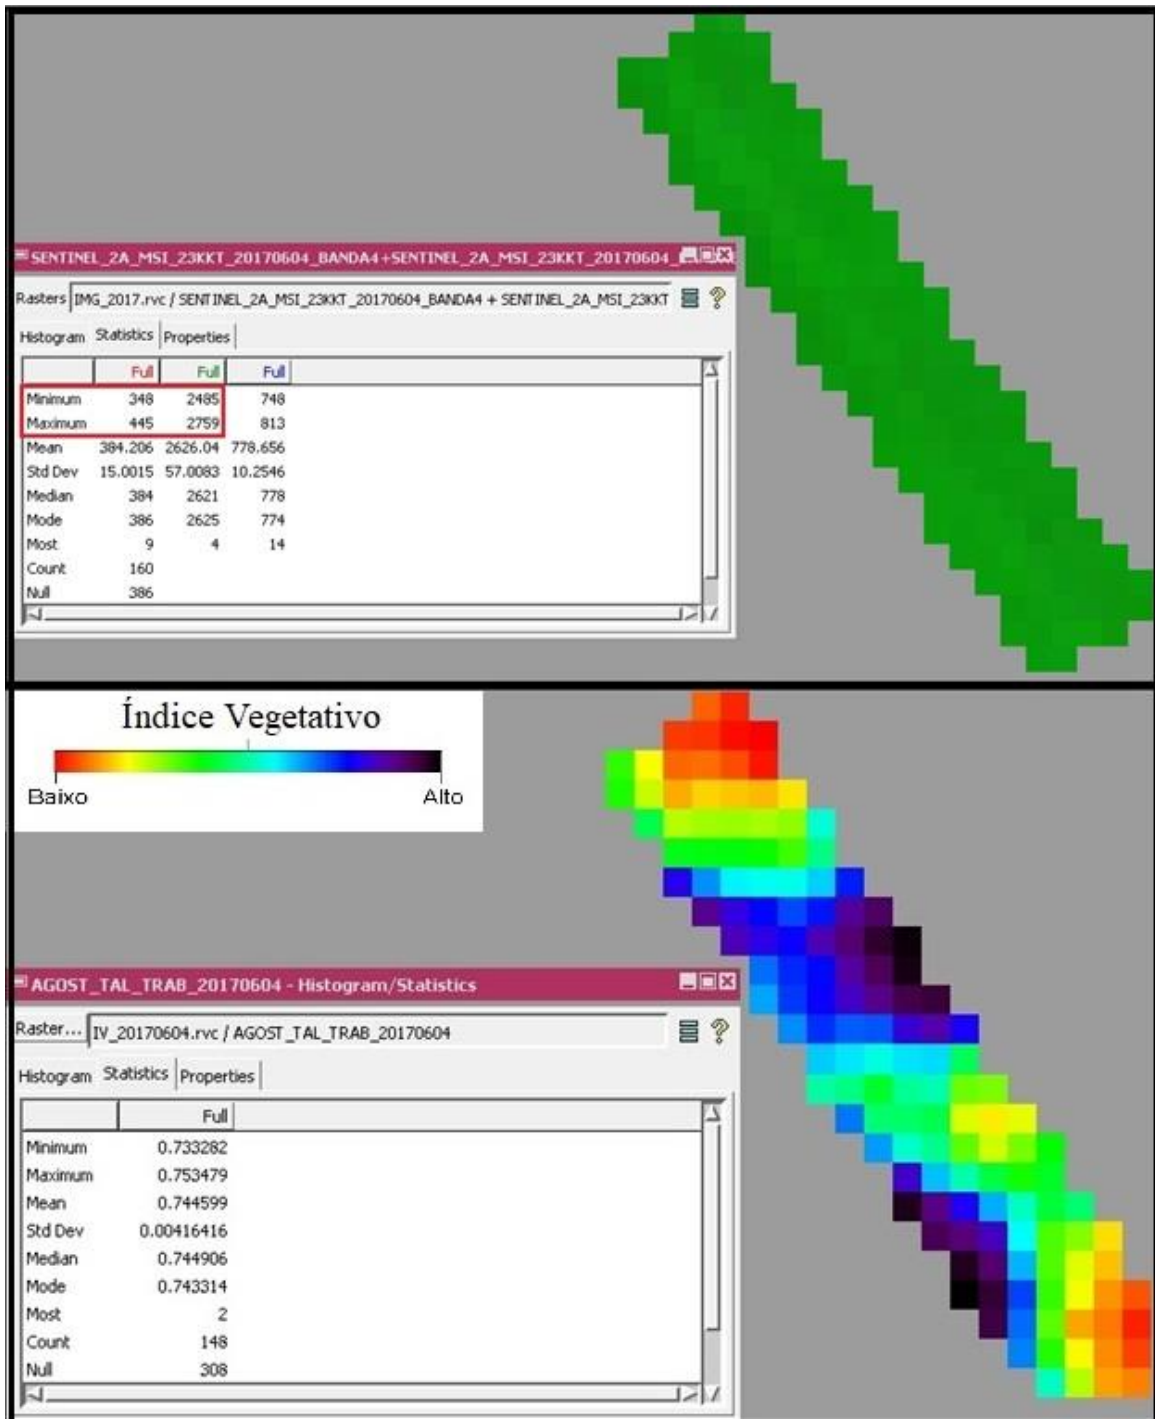 SENTINEL_2A_MSI_23KKT_20170604_BANDA4+SENTINEL_2A_MSI_23KKT_20170604_
Rasters IMG_2017.rvc / SENTINEL_2A_MSI_23KKT_20170604_BANDA4 + SENTINEL_2A_MSI_23KKT
Histogram Statistics Properties
Full Full Full
Minimum 348 2485 748
Maximum 445 2759 813
Mean 384.206 2626.04 778.656
Std Dev 15.0015 57.0083 10.2546
Median 384 2621 778
Mode 386 2625 774
Most 9 4 14
Count 160
Null 386
Índice Vegetativo
Baixo Alto
AGOST_TAL_TRAB_20170604 - Histogram/Statistics
Raster... IV_20170604.rvc / AGOST_TAL_TRAB_20170604
Histogram Statistics Properties
Full
Minimum 0.733282
Maximum 0.753479
Mean 0.744599
Std Dev 0.00416416
Median 0.744906
Mode 0.743314
Most 2
Count 148
Null 308